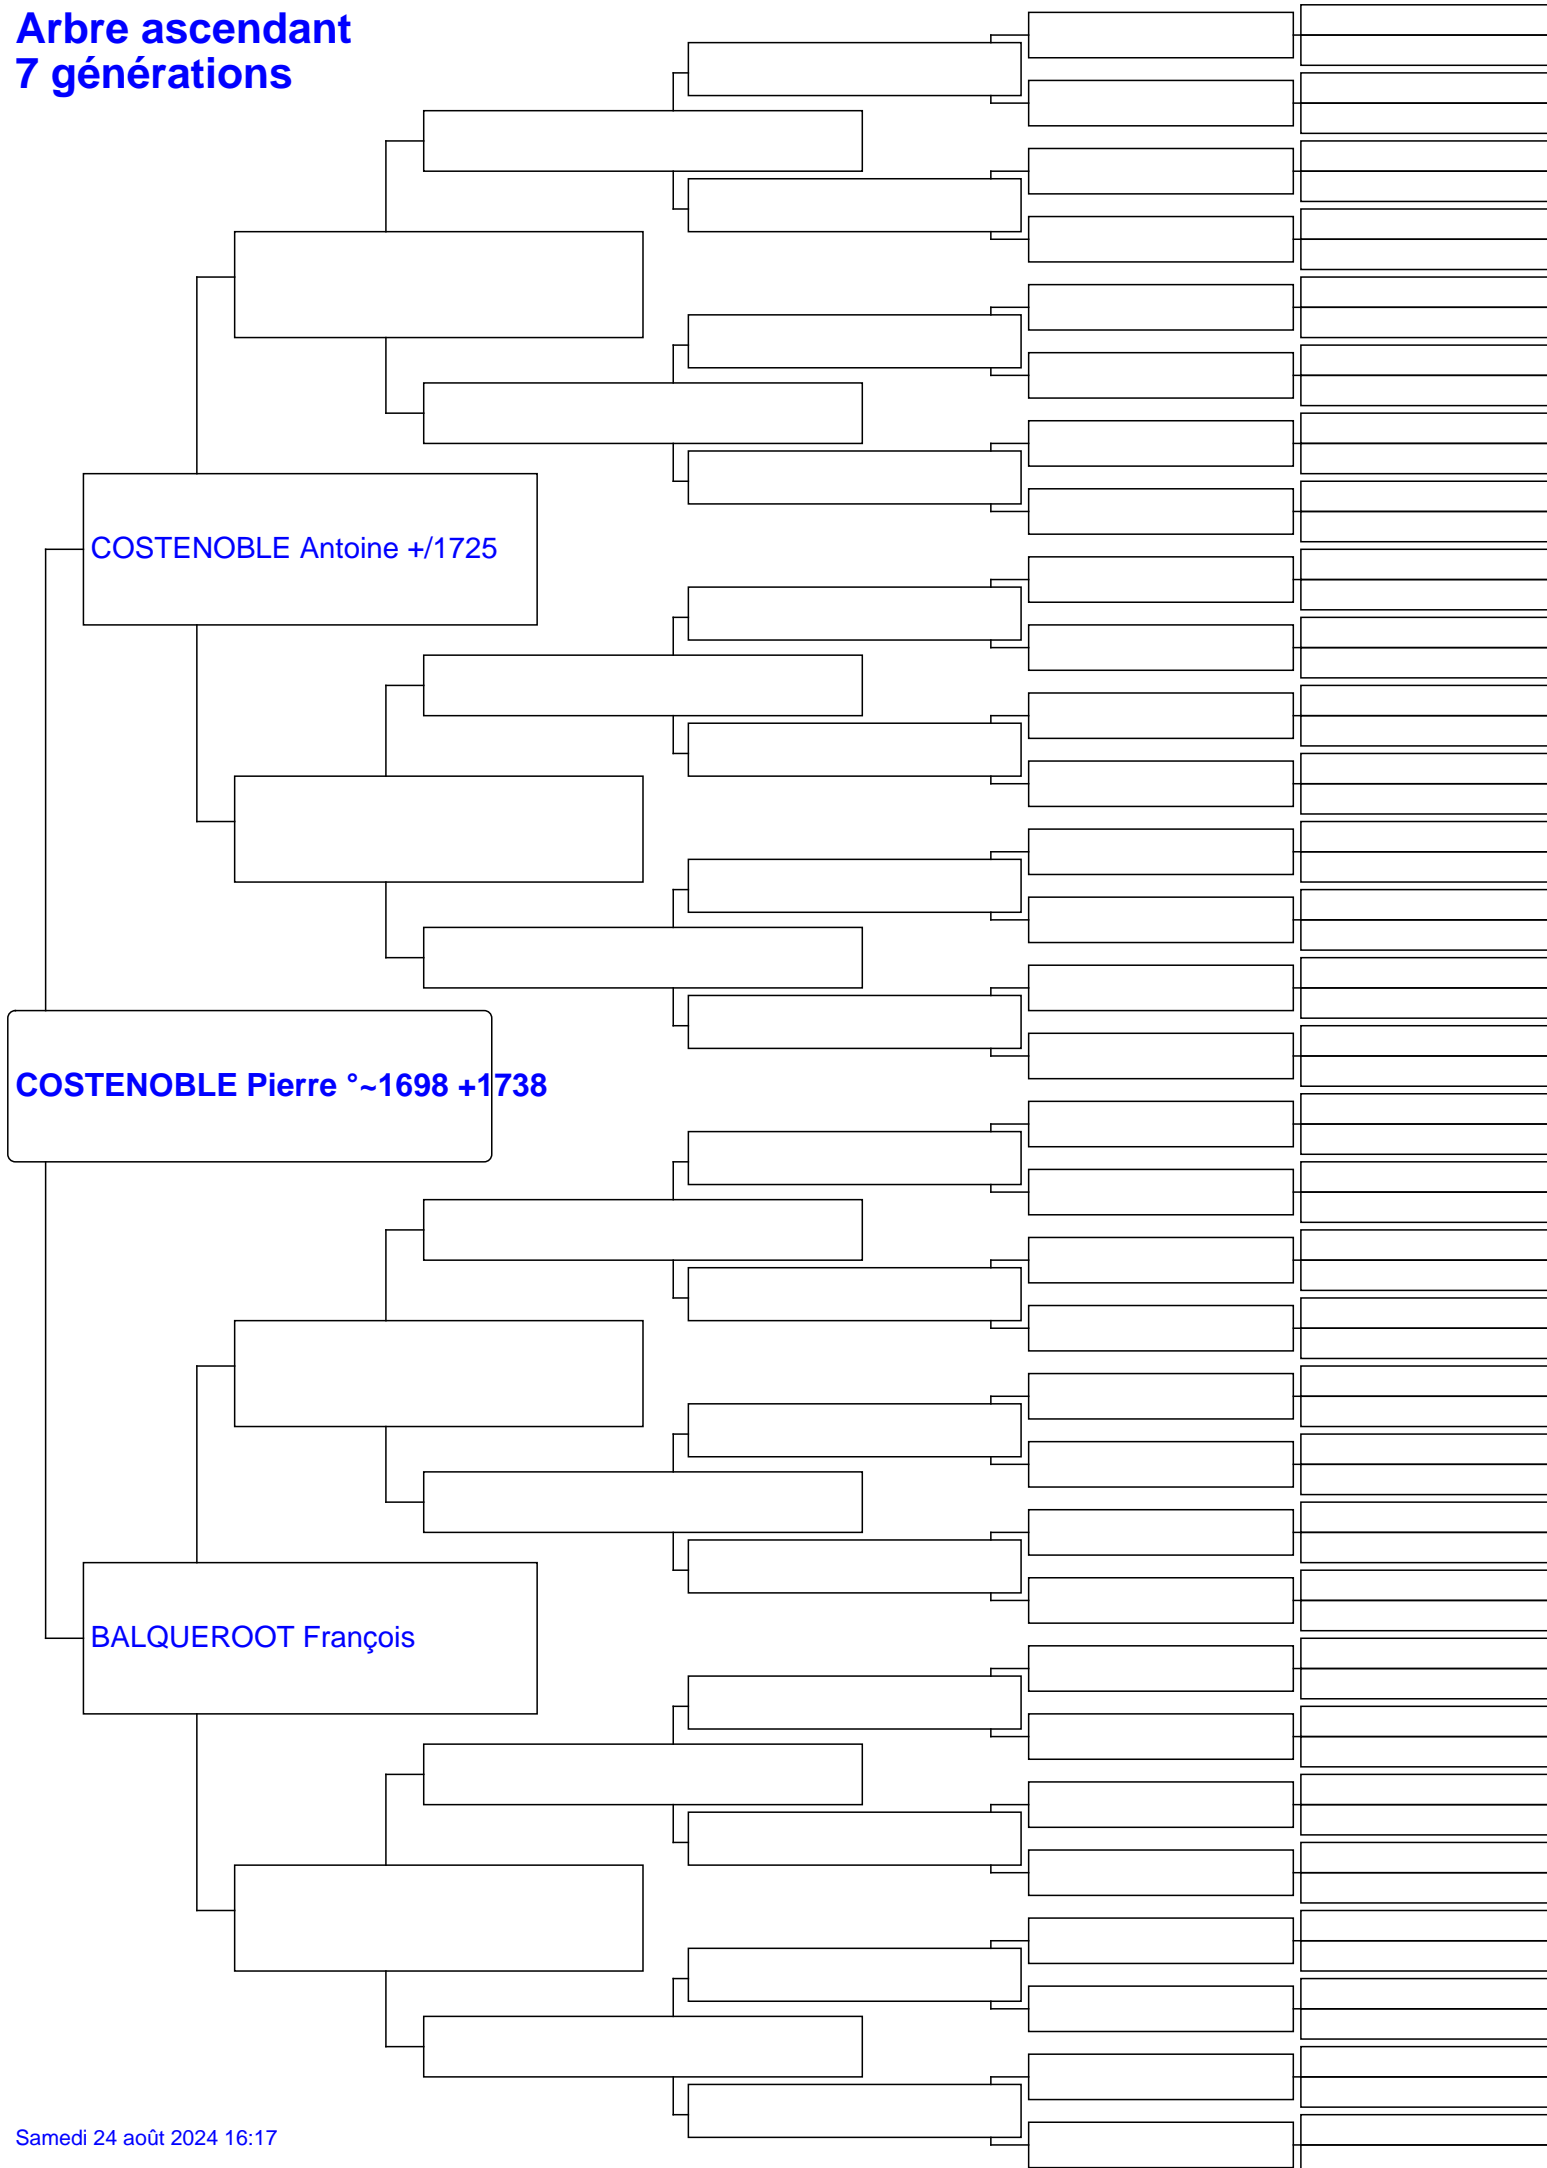 Arbre ascendant
7 générations
COSTENOBLE Antoine +/1725
COSTENOBLE Pierre °~1698 +1738
BALQUEROOT François
Samedi 24 août 2024 16:17